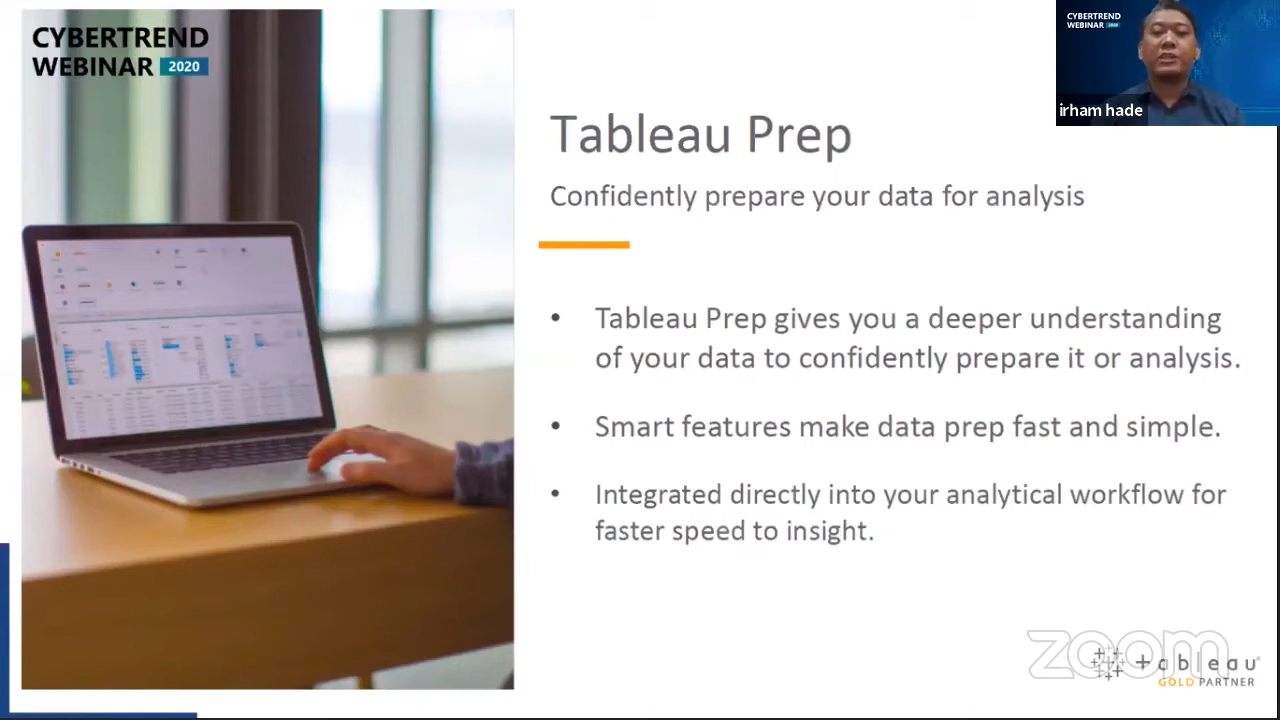 CYBERTREND
WEBINAR 2020
CYBERTREND
WEBINAR 2020
irham hade
Tableau Prep
Confidently prepare your data for analysis
• Tableau Prep gives you a deeper understanding
of your data to confidently prepare it or analysis.
• Smart features make data prep fast and simple.
• Integrated directly into your analytical workflow for
faster speed to insight.
zoom
+ableau
GOLD PARTNER